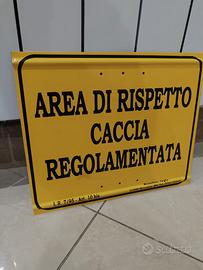 AREA DI RISPETTO
CACCIA
REGOLAMENTATA